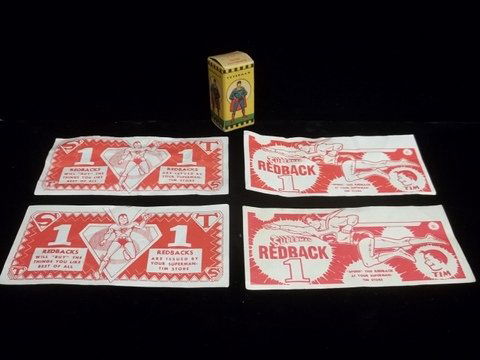 SUPERMAN
S T
1 1
REDBACKS REDBACKS
WILL "BUY" THE ARE ISSUED BY
THINGS YOU LIKE YOUR SUPERMAN-
BEST OF ALL TIM STORE
T S
SUPERMAN
REDBACK
1
SPEND THIS REDBACK
AT YOUR SUPERMAN
TIM STORE
TIM
S T
1 1
REDBACKS REDBACKS
WILL "BUY" THE ARE ISSUED BY
THINGS YOU LIKE YOUR SUPERMAN-
BEST OF ALL TIM STORE
T S
SUPERMAN
REDBACK
1
SPEND THIS REDBACK
AT YOUR SUPERMAN
TIM STORE
TIM